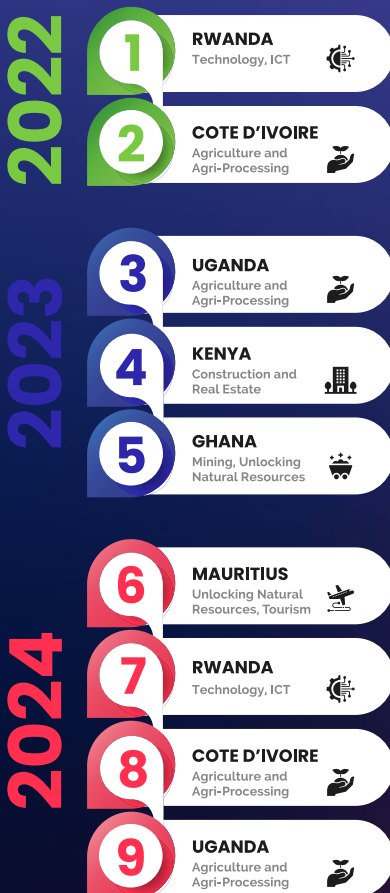 2022
1
RWANDA
Technology, ICT
2
COTE D'IVOIRE
Agriculture and
Agri-Processing
2023
3
UGANDA
Agriculture and
Agri-Processing
4
KENYA
Construction and
Real Estate
5
GHANA
Mining, Unlocking
Natural Resources
2024
6
MAURITIUS
Unlocking Natural
Resources, Tourism
7
RWANDA
Technology, ICT
8
COTE D'IVOIRE
Agriculture and
Agri-Processing
9
UGANDA
Agriculture and
Agri-Processing